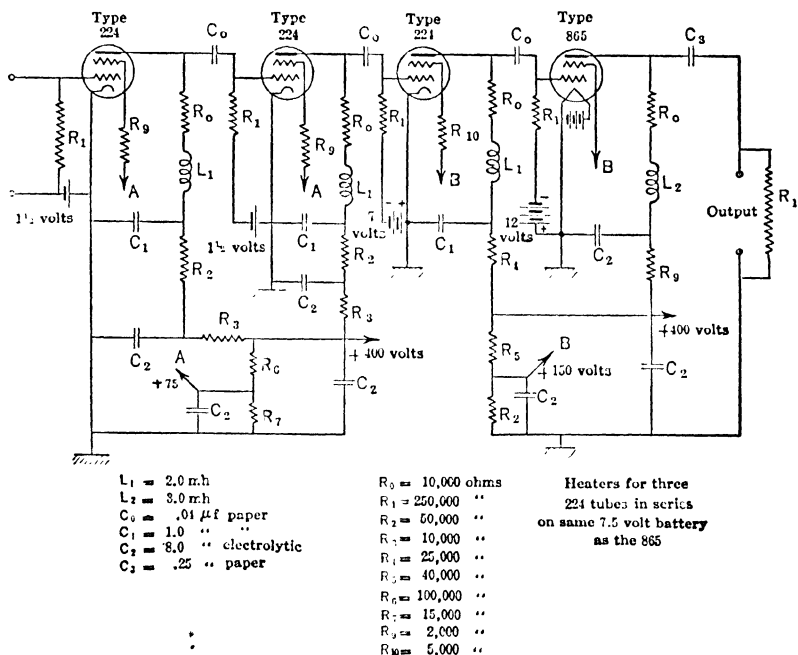 Type Type Type Type
224 224 224 865
C₀ C₀ C₀ C₃
R₁ R₉ R₀ R₁ R₉ R₀ R₁ R₁₀ R₀ R₁ R₀
L₁ L₁ L₁ L₂
A A B B
Output R₁
1½ volts 1½ volts 7 volts 12 volts
C₁ C₁ C₁ C₂
R₂ R₂ R₄ R₉
C₂ R₃
C₂ R₃ + 400 volts + 400 volts
A R₆ R₅ B
+75 + 150 volts
C₂ R₇ C₂ R₂ C₂ C₂
L₁ = 2.0 mh
L₂ = 3.0 mh
C₀ = .01 μf paper
C₁ = 1.0 “ “
C₂ = 8.0 “ electrolytic
C₃ = .25 “ paper
R₀ = 10,000 ohms
R₁ = 250,000 “
R₂ = 50,000 “
R₃ = 10,000 “
R₄ = 25,000 “
R₅ = 40,000 “
R₆ = 100,000 “
R₇ = 15,000 “
R₉ = 2,000 “
R₁₀ = 5,000 “
Heaters for three
224 tubes in series
on same 7.5 volt battery
as the 865